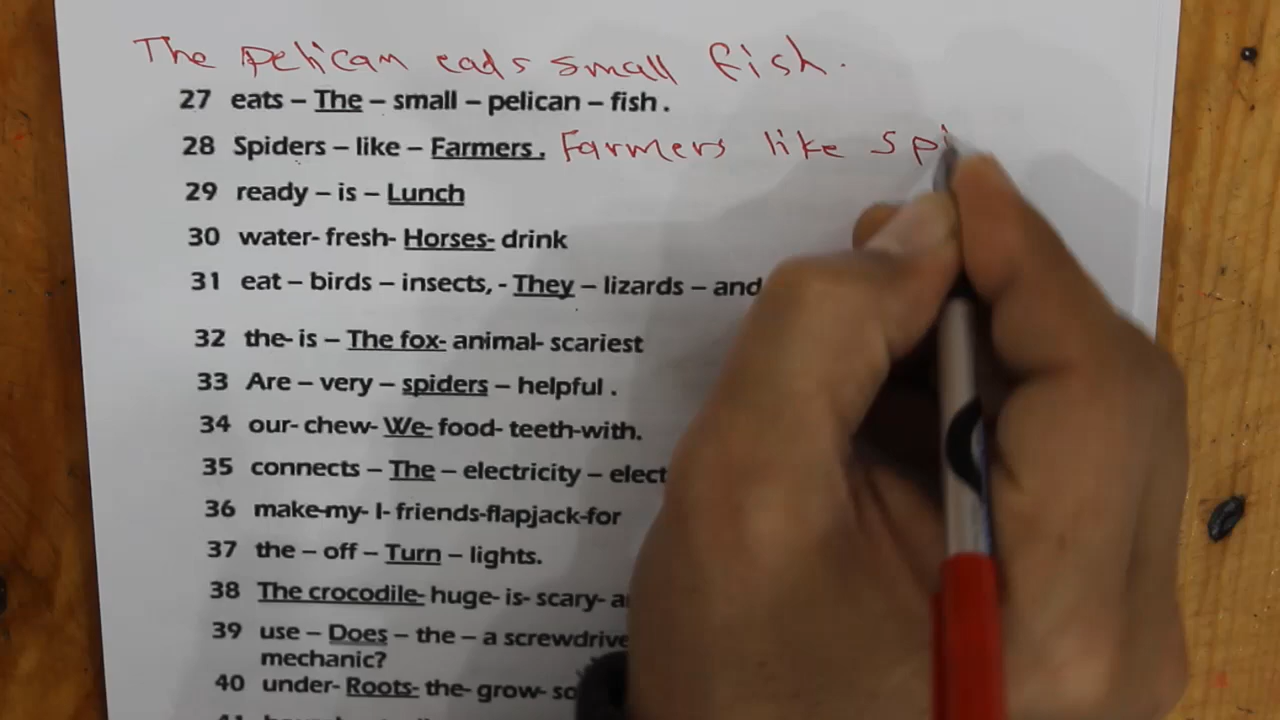 The pelican eads small fish.
27 eats – The – small – pelican – fish .
28 Spiders – like – Farmers . Farmers like spi
29 ready – is – Lunch
30 water- fresh- Horses- drink
31 eat – birds – insects, - They – lizards – and
32 the- is – The fox- animal- scariest
33 Are – very – spiders – helpful .
34 our- chew- We- food- teeth-with.
35 connects – The – electricity – elect
36 make-my- I- friends-flapjack-for
37 the – off – Turn – lights.
38 The crocodile- huge- is- scary-
39 use – Does – the – a screwdrive
mechanic?
40 under- Roots- the- grow- so